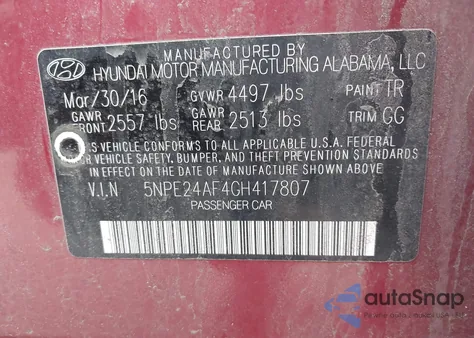 MANUFACTURED BY
HYUNDAI MOTOR MANUFACTURING ALABAMA, LLC
Mar/30/16 GVWR 4497 lbs PAINT TR
GAWR FRONT 2557 lbs GAWR REAR 2513 lbs TRIM GG
S VEHICLE CONFORMS TO ALL APPLICABLE U.S.A FEDERAL
R VEHICLE SAFETY, BUMPER, AND THEFT PREVENTION STANDARDS
EFFECT ON THE DATE OF MANUFACTURE SHOWN ABOVE.
V.I.N 5NPE24AF4GH417807
PASSENGER CAR
autoSnap